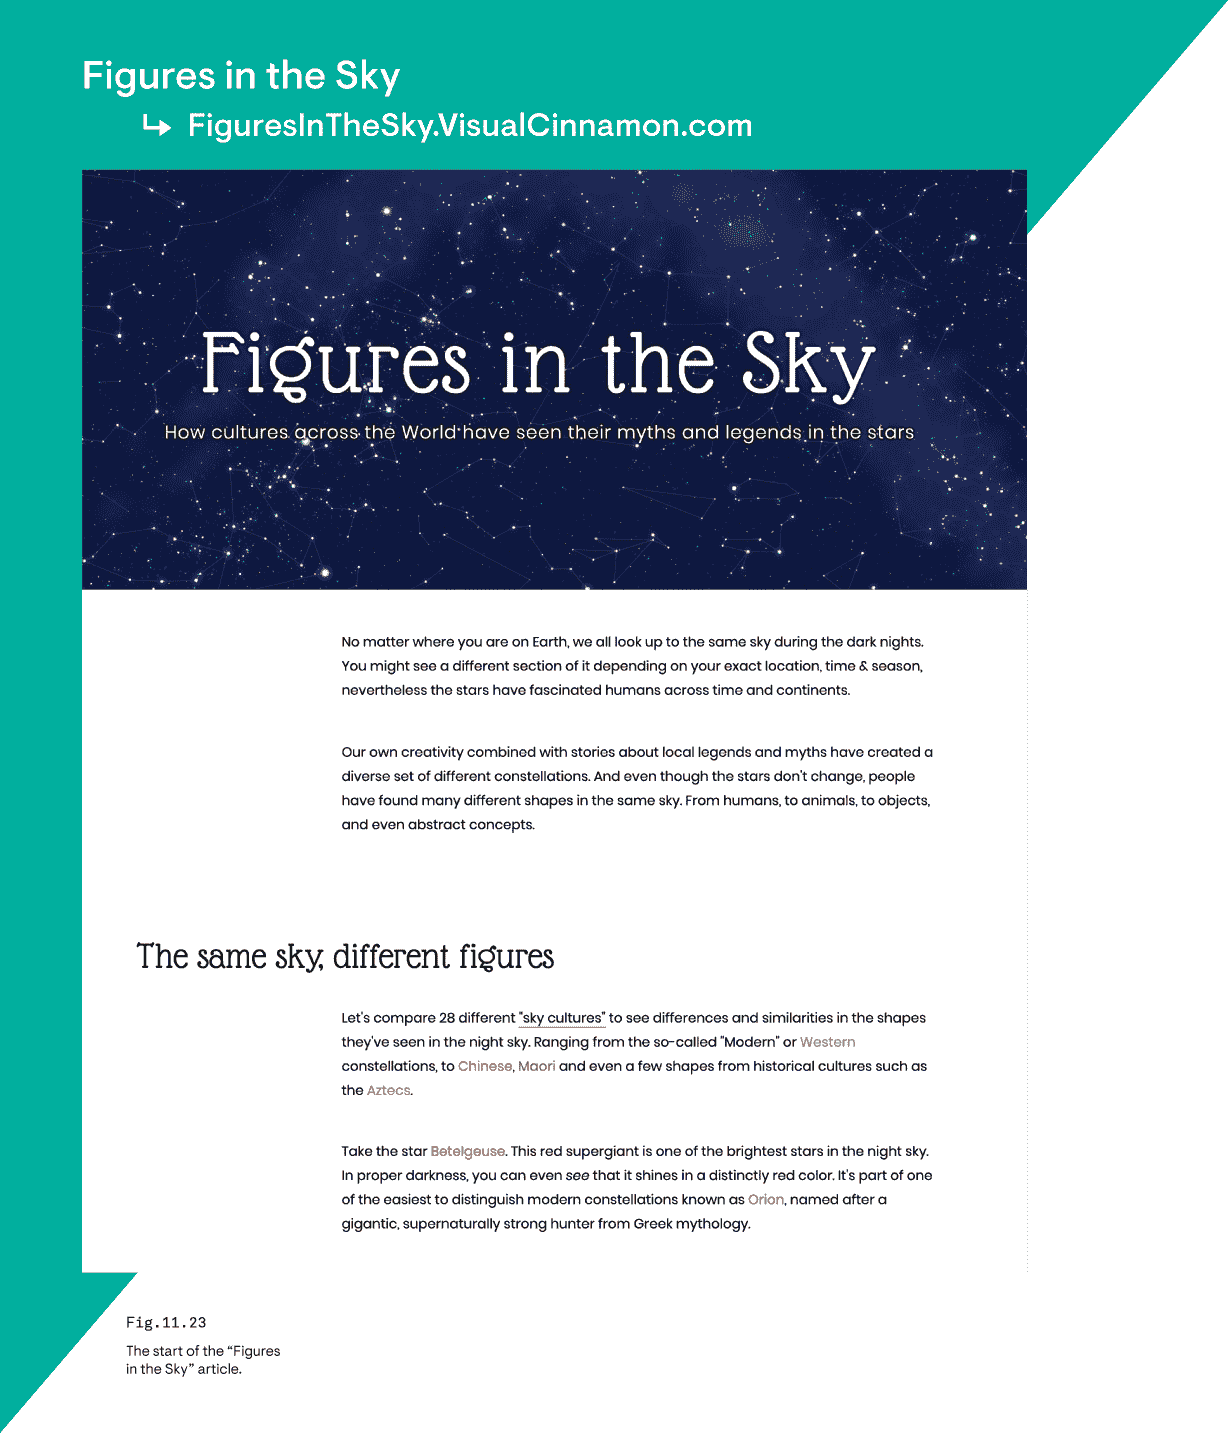 Figures in the Sky
↳ FiguresInTheSky.VisualCinnamon.com
Figures in the Sky
How cultures across the World have seen their myths and legends in the stars
No matter where you are on Earth, we all look up to the same sky during the dark nights.
You might see a different section of it depending on your exact location, time & season,
nevertheless the stars have fascinated humans across time and continents.
Our own creativity combined with stories about local legends and myths have created a
diverse set of different constellations. And even though the stars don't change, people
have found many different shapes in the same sky. From humans, to animals, to objects,
and even abstract concepts.
The same sky, different figures
Let's compare 28 different "sky cultures" to see differences and similarities in the shapes
they've seen in the night sky. Ranging from the so-called "Modern" or Western
constellations, to Chinese, Maori and even a few shapes from historical cultures such as
the Aztecs.
Take the star Betelgeuse. This red supergiant is one of the brightest stars in the night sky.
In proper darkness, you can even see that it shines in a distinctly red color. It's part of one
of the easiest to distinguish modern constellations known as Orion, named after a
gigantic, supernaturally strong hunter from Greek mythology.
Fig.11.23
The start of the “Figures
in the Sky” article.